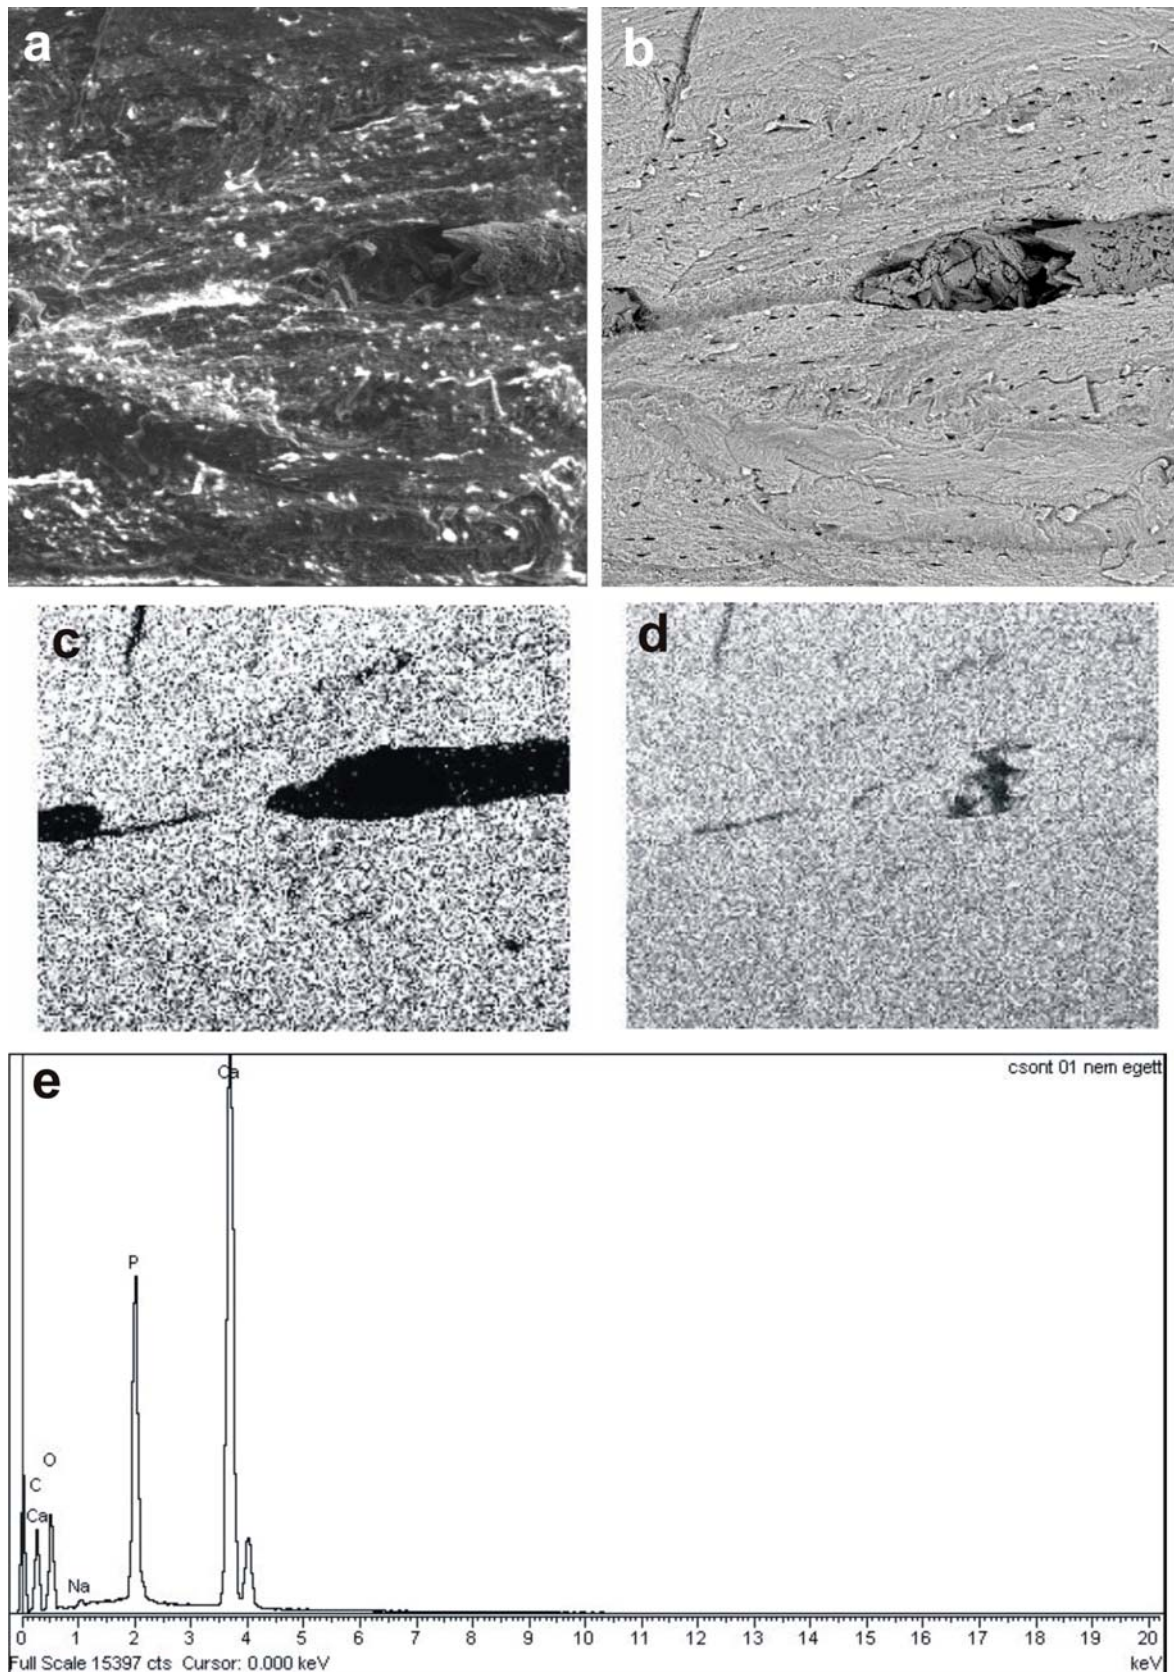 a
b
c
d
e
csont 01 nem egett
Ca
P
O
C
Ca
Na
0 1 2 3 4 5 6 7 8 9 10 11 12 13 14 15 16 17 18 19 20
Full Scale 15397 cts Cursor: 0.000 keV
keV